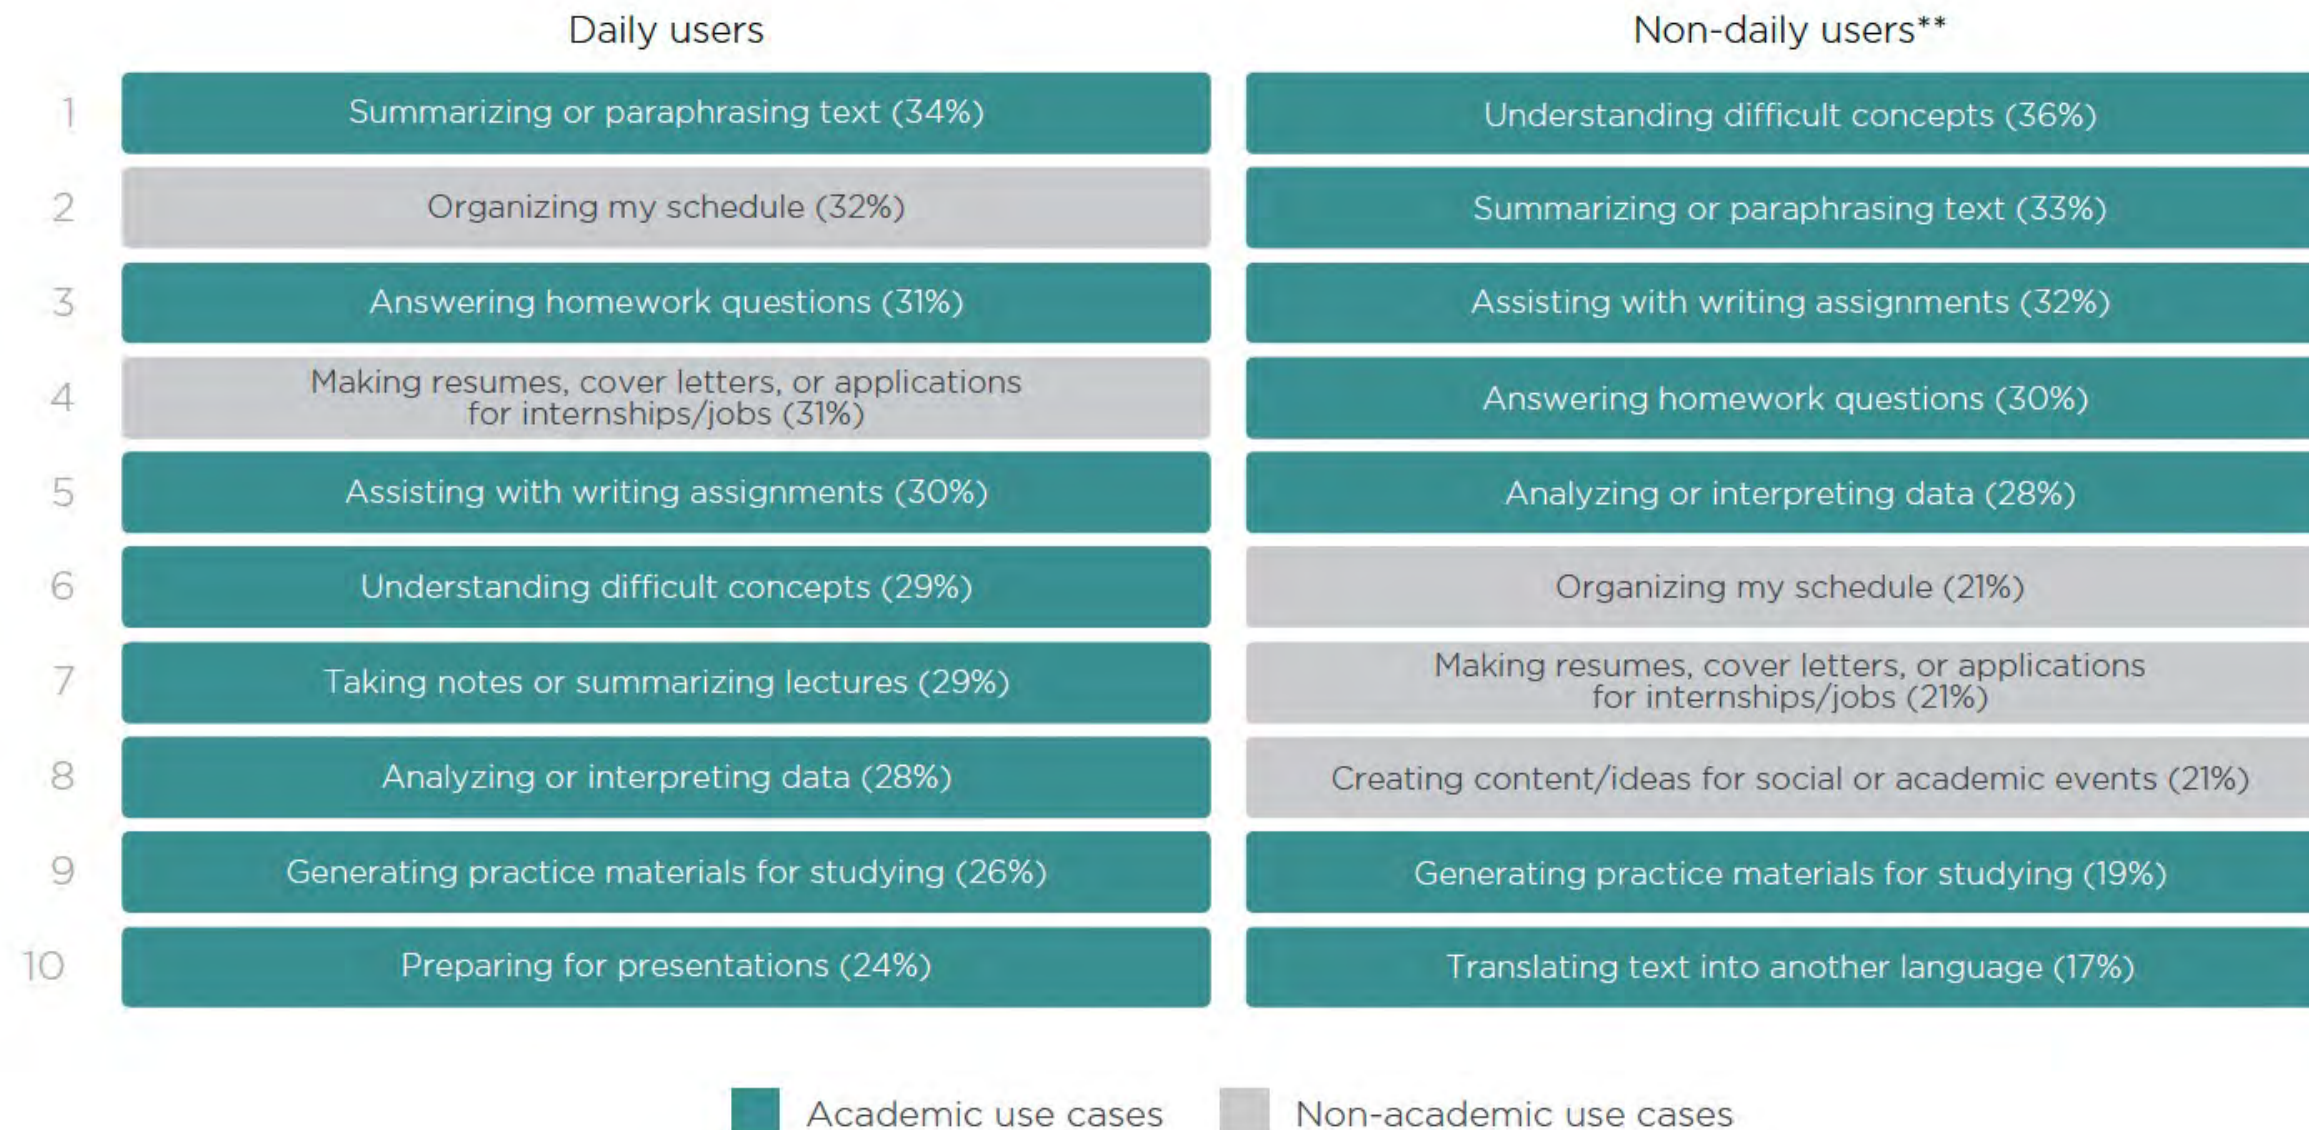 Daily users
Non-daily users**
1
Summarizing or paraphrasing text (34%)
Understanding difficult concepts (36%)
2
Organizing my schedule (32%)
Summarizing or paraphrasing text (33%)
3
Answering homework questions (31%)
Assisting with writing assignments (32%)
4
Making resumes, cover letters, or applications
for internships/jobs (31%)
Answering homework questions (30%)
5
Assisting with writing assignments (30%)
Analyzing or interpreting data (28%)
6
Understanding difficult concepts (29%)
Organizing my schedule (21%)
7
Taking notes or summarizing lectures (29%)
Making resumes, cover letters, or applications
for internships/jobs (21%)
8
Analyzing or interpreting data (28%)
Creating content/ideas for social or academic events (21%)
9
Generating practice materials for studying (26%)
Generating practice materials for studying (19%)
10
Preparing for presentations (24%)
Translating text into another language (17%)
Academic use cases
Non-academic use cases